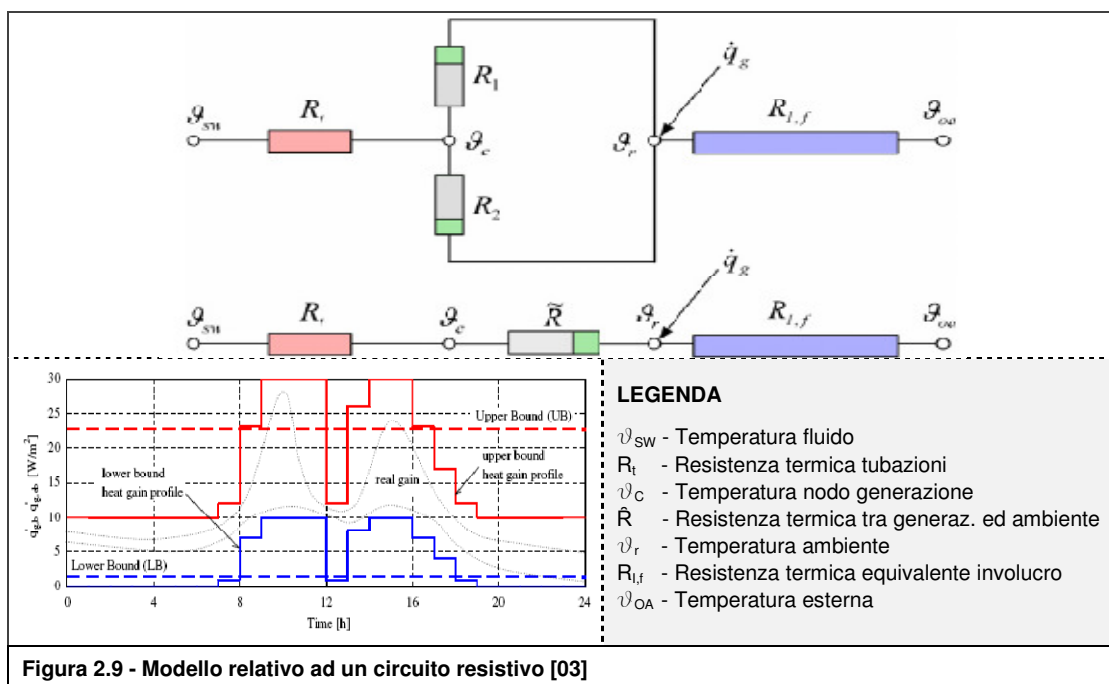 R₁
q̇g
ϑsw
Rt
ϑc
ϑr
Rl,f
ϑoa
R₂
q̇g
ϑsw
Rt
ϑc
R̃
ϑr
Rl,f
ϑoa
30
25
20
15
10
5
0
[W/m²]
Upper Bound (UB)
lower bound
heat gain profile
real gain
upper bound
heat gain profile
Lower Bound (LB)
0 4 8 12 16 20 24
Time [h]
LEGENDA
ϑSW - Temperatura fluido
Rt - Resistenza termica tubazioni
ϑC - Temperatura nodo generazione
R̂ - Resistenza termica tra generaz. ed ambiente
ϑr - Temperatura ambiente
Rl,f - Resistenza termica equivalente involucro
ϑOA - Temperatura esterna
Figura 2.9 - Modello relativo ad un circuito resistivo [03]